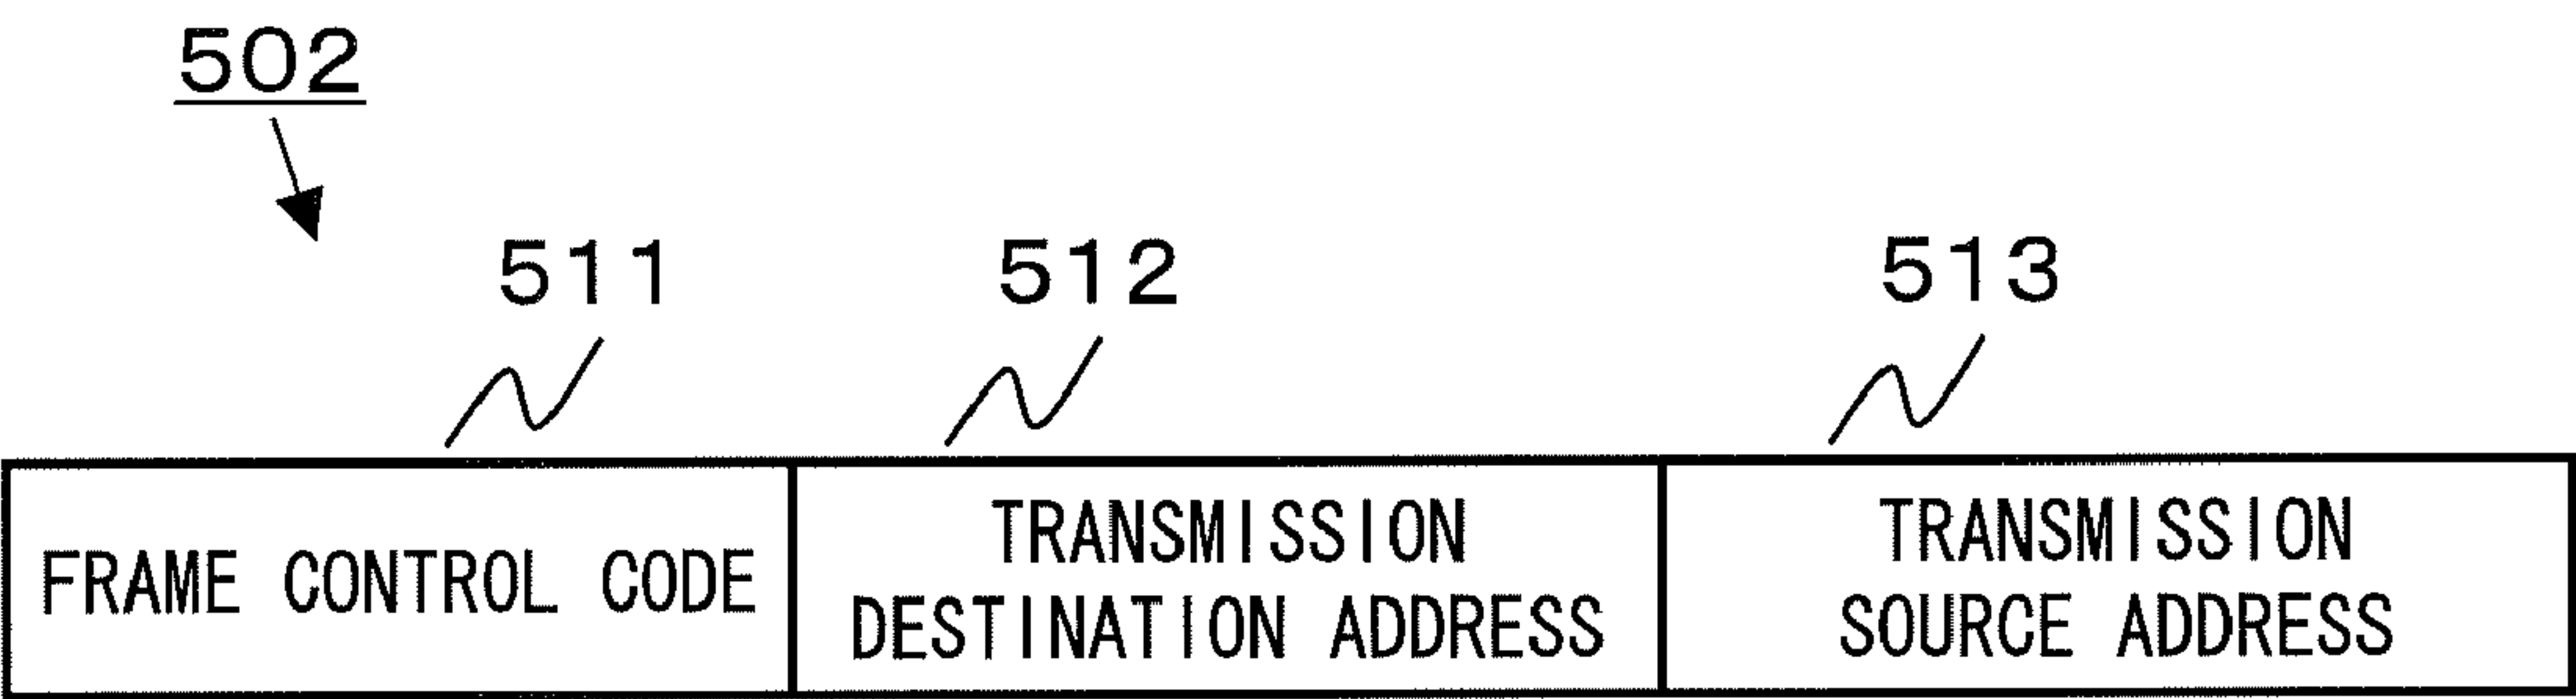 502
511 512 513
FRAME CONTROL CODE
TRANSMISSION
DESTINATION ADDRESS
TRANSMISSION
SOURCE ADDRESS